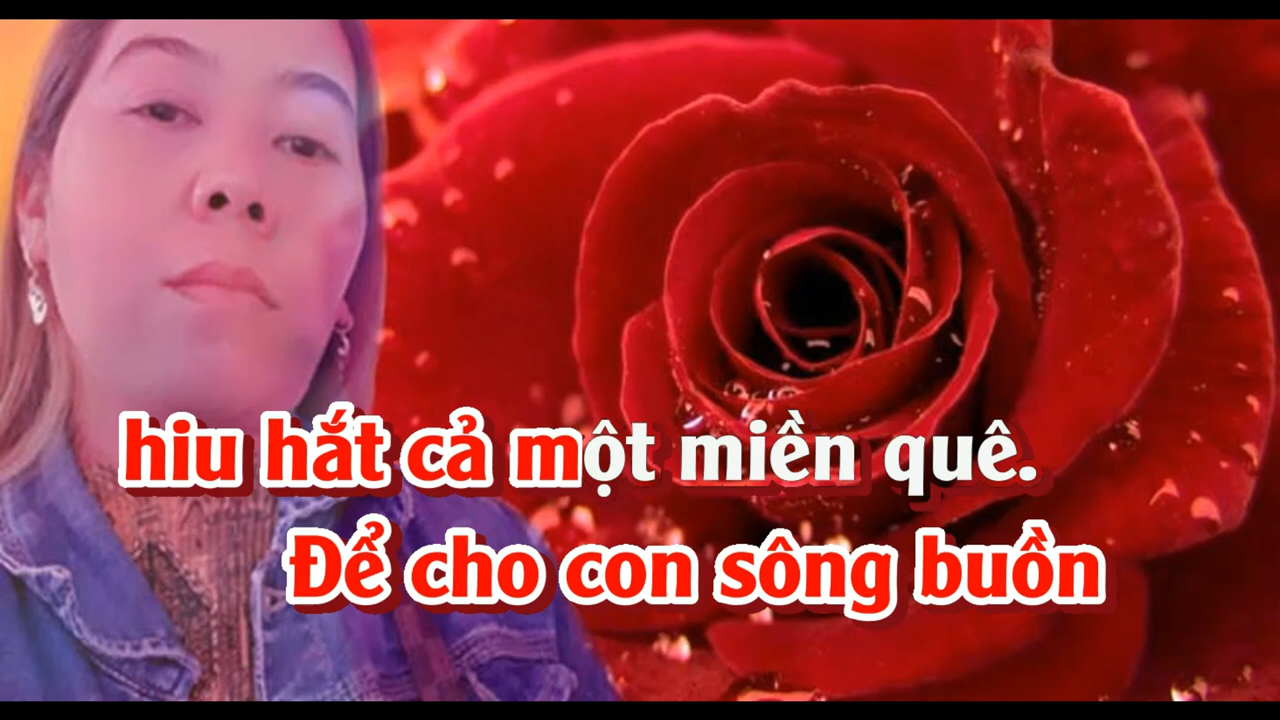 hiu hắt cả một miền quê.
Để cho con sông buồn